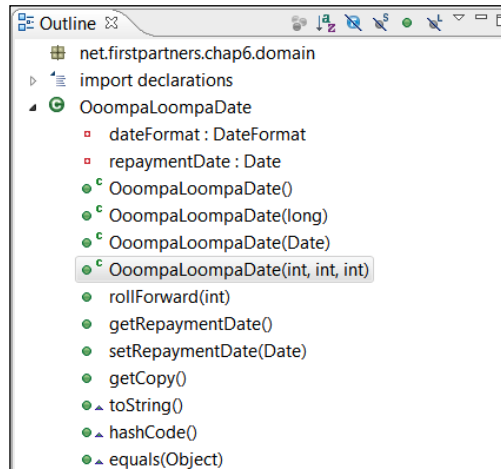 Outline
net.firstpartners.chap6.domain
import declarations
OoompaLoompaDate
dateFormat : DateFormat
repaymentDate : Date
OoompaLoompaDate()
OoompaLoompaDate(long)
OoompaLoompaDate(Date)
OoompaLoompaDate(int, int, int)
rollForward(int)
getRepaymentDate()
setRepaymentDate(Date)
getCopy()
toString()
hashCode()
equals(Object)